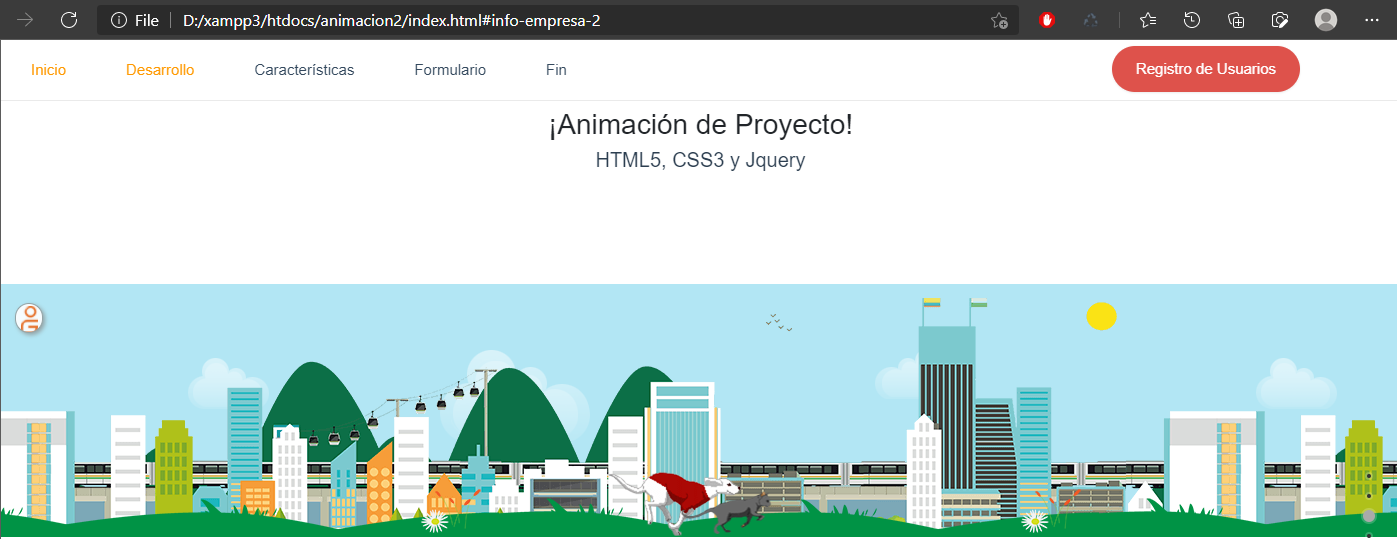 File D:/xampp3/htdocs/animacion2/index.html#info-empresa-2
Inicio Desarrollo Características Formulario Fin Registro de Usuarios
¡Animación de Proyecto!
HTML5, CSS3 y Jquery